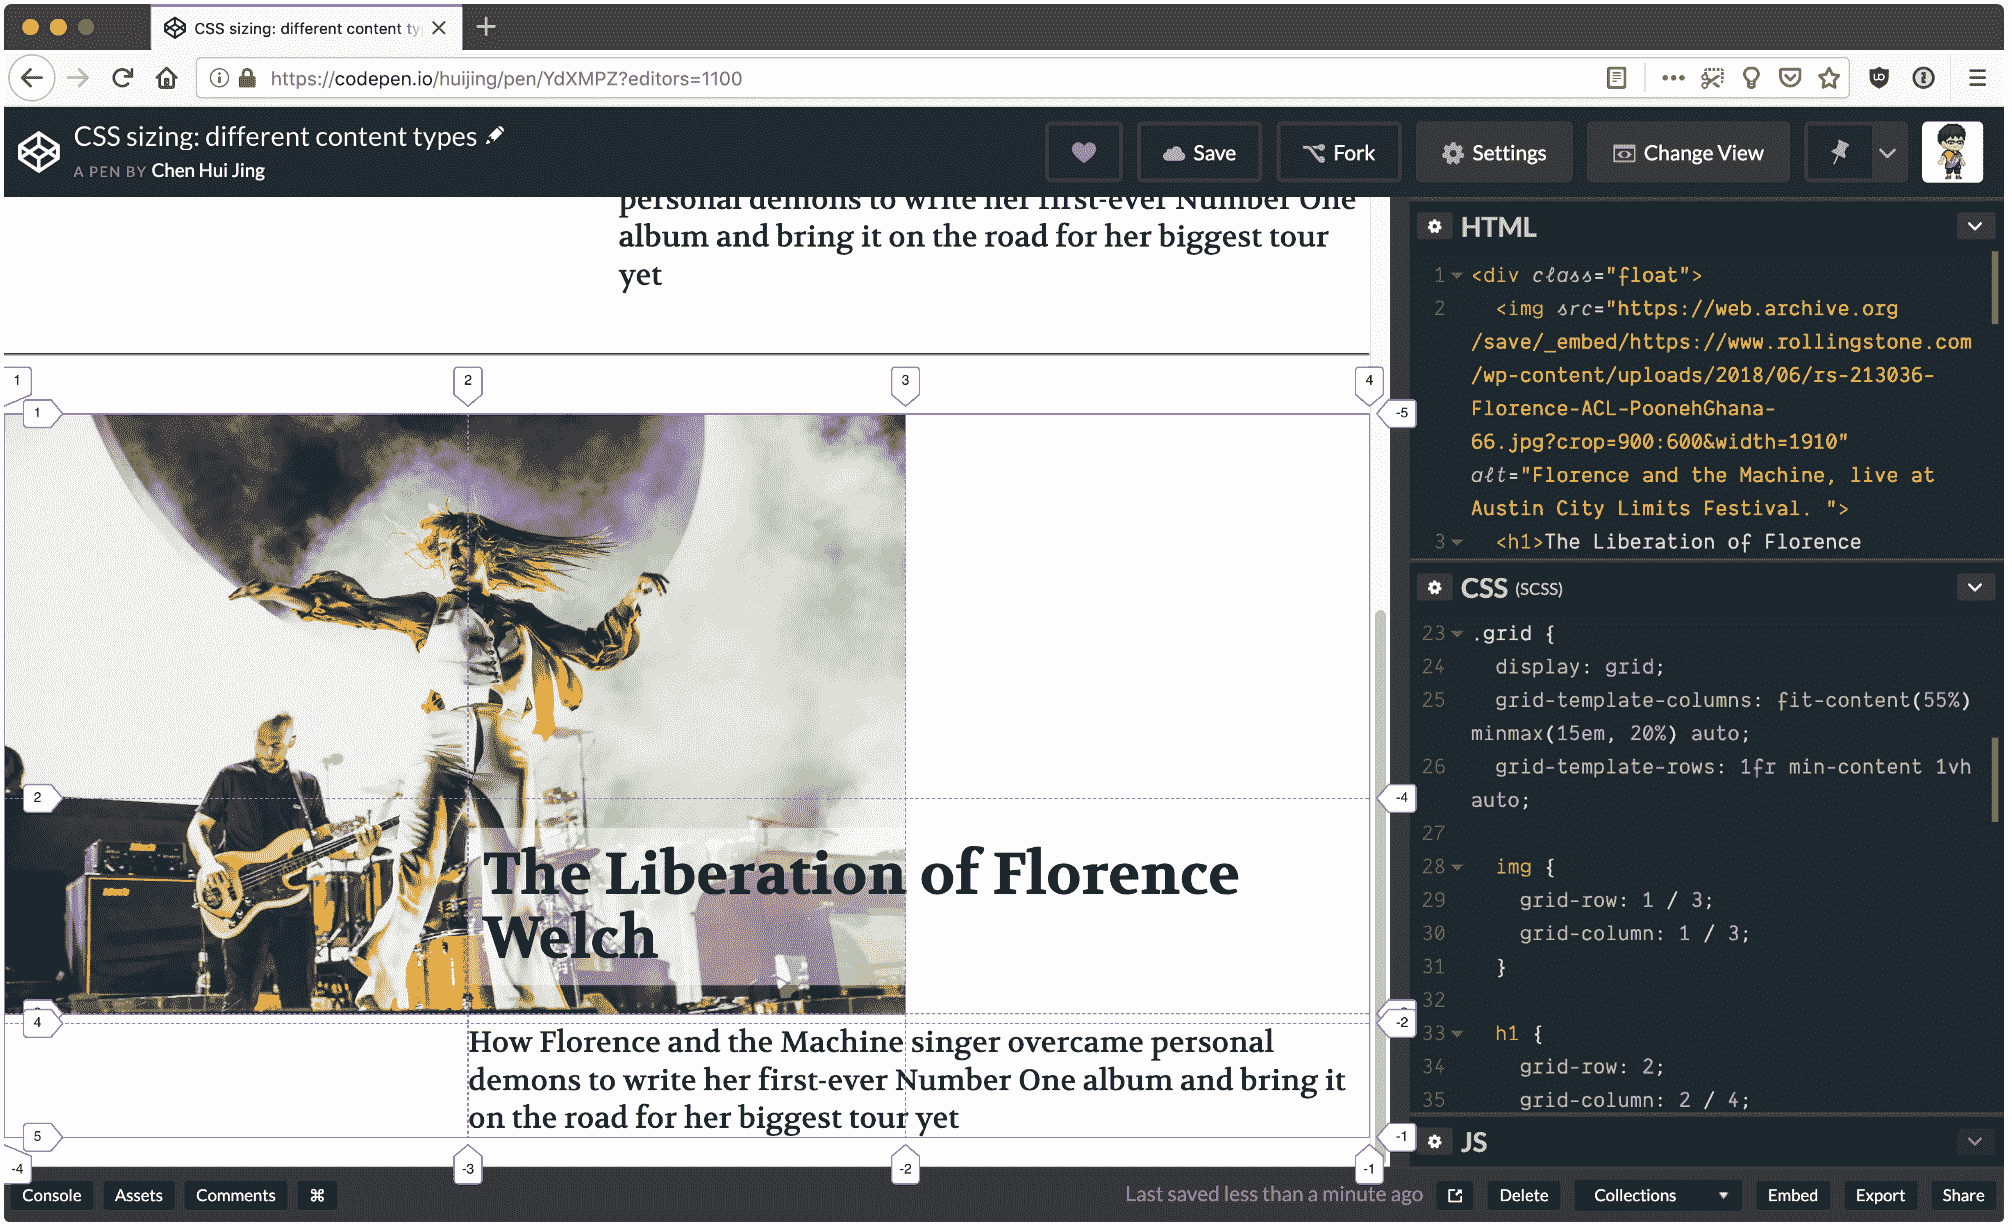 CSS sizing: different content ty
https://codepen.io/huijing/pen/YdXMPZ?editors=1100
CSS sizing: different content types
A PEN BY Chen Hui Jing
Save
Fork
Settings
Change View
personal demons to write her first-ever Number One
album and bring it on the road for her biggest tour
yet
1
2
3
4
1
-5
2
-4
The Liberation of Florence
Welch
4
-2
How Florence and the Machine singer overcame personal
demons to write her first-ever Number One album and bring it
on the road for her biggest tour yet
5
-1
-4
-3
-2
-1
HTML
1 <div class="float">
2 <img src="https://web.archive.org
/save/_embed/https://www.rollingstone.com
/wp-content/uploads/2018/06/rs-213036-
Florence-ACL-PoonehGhana-
66.jpg?crop=900:600&width=1910"
alt="Florence and the Machine, live at
Austin City Limits Festival. ">
3 <h1>The Liberation of Florence
CSS (SCSS)
23 .grid {
24 display: grid;
25 grid-template-columns: fit-content(55%)
minmax(15em, 20%) auto;
26 grid-template-rows: 1fr min-content 1vh
auto;
27
28 img {
29 grid-row: 1 / 3;
30 grid-column: 1 / 3;
31 }
32
33 h1 {
34 grid-row: 2;
35 grid-column: 2 / 4;
JS
Console
Assets
Comments
⌘
Last saved less than a minute ago
Delete
Collections
Embed
Export
Share